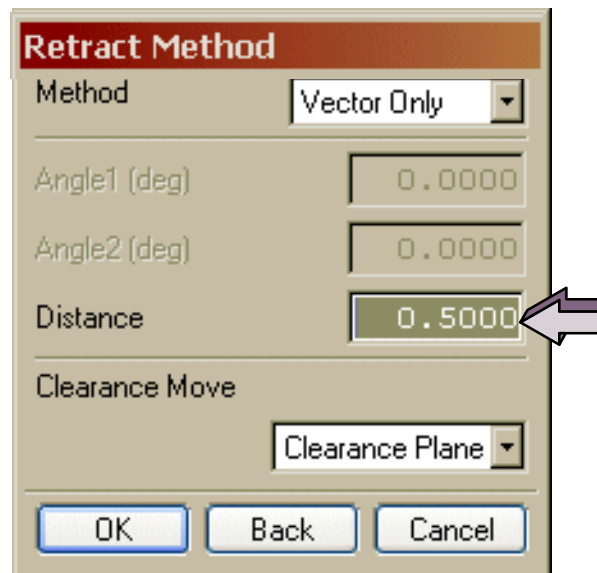 Retract Method
Method Vector Only
Angle1 (deg) 0.0000
Angle2 (deg) 0.0000
Distance 0.5000
Clearance Move
Clearance Plane
OK Back Cancel